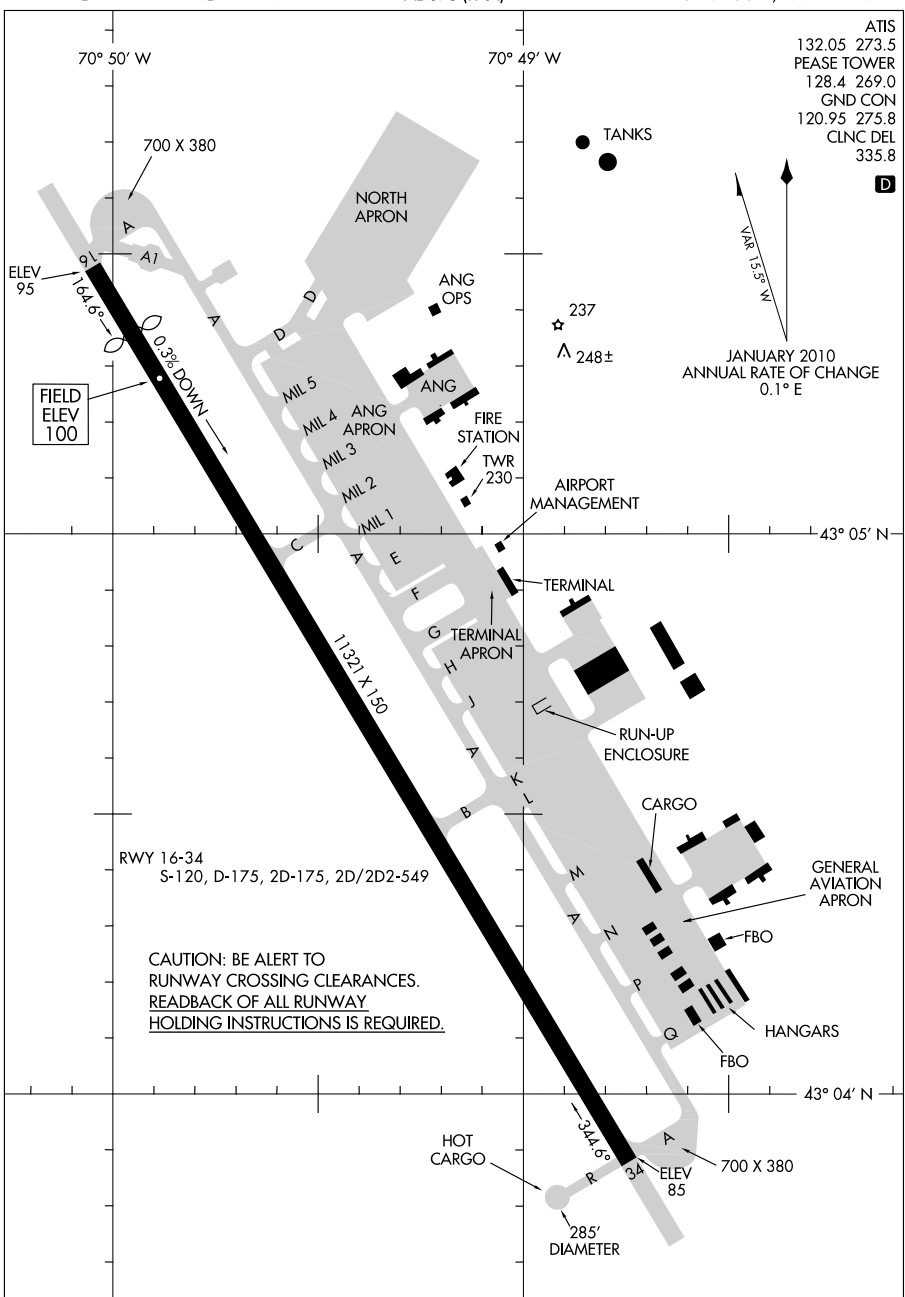 70° 50' W
70° 49' W
ATIS
132.05 273.5
PEASE TOWER
128.4 269.0
GND CON
120.95 275.8
CLNC DEL
335.8
D
TANKS
700 X 380
NORTH
APRON
VAR 15.5° W
JANUARY 2010
ANNUAL RATE OF CHANGE
0.1° E
A
A1
16
ELEV
95
164.6°
0.3% DOWN
FIELD
ELEV
100
A
D
D
ANG
OPS
237
248±
ANG
MIL 5
MIL 4
MIL 3
MIL 2
MIL 1
ANG
APRON
FIRE
STATION
TWR
230
AIRPORT
MANAGEMENT
43° 05' N
C
A
E
F
G
H
J
A
K
L
B
TERMINAL
TERMINAL
APRON
11321 X 150
RUN-UP
ENCLOSURE
CARGO
RWY 16-34
S-120, D-175, 2D-175, 2D/2D2-549
M
A
N
P
Q
GENERAL
AVIATION
APRON
FBO
CAUTION: BE ALERT TO
RUNWAY CROSSING CLEARANCES.
READBACK OF ALL RUNWAY
HOLDING INSTRUCTIONS IS REQUIRED.
HANGARS
FBO
43° 04' N
344.6°
A
HOT
CARGO
R
34
ELEV
85
700 X 380
285'
DIAMETER